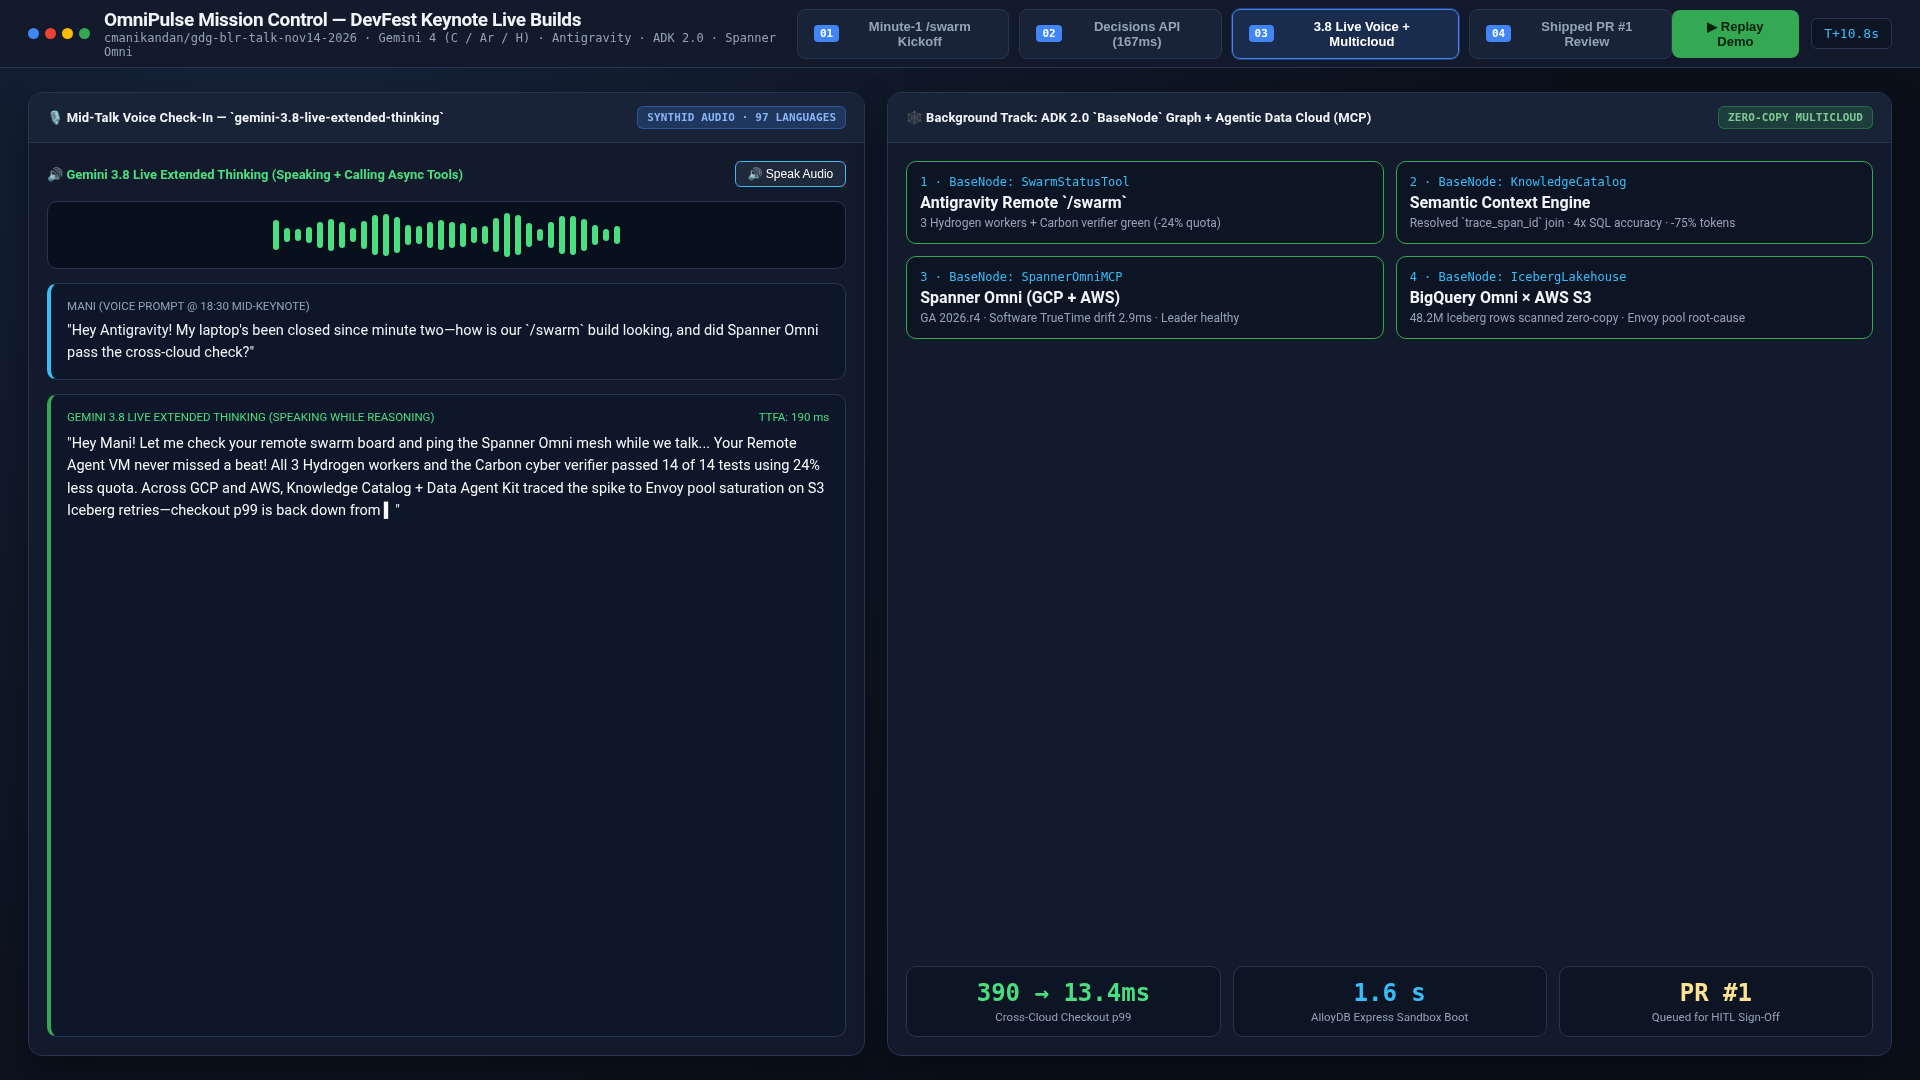 OmniPulse Mission Control — DevFest Keynote Live Builds
cmanikandan/gdg-blr-talk-nov14-2026 · Gemini 4 (C / Ar / H) · Antigravity · ADK 2.0 · Spanner
Omni
01 Minute-1 /swarm
Kickoff
02 Decisions API
(167ms)
03 3.8 Live Voice +
Multicloud
04 Shipped PR #1
Review
▶ Replay
Demo
T+10.8s
🎙️ Mid-Talk Voice Check-In — `gemini-3.8-live-extended-thinking`
SYNTHID AUDIO · 97 LANGUAGES
🔊 Gemini 3.8 Live Extended Thinking (Speaking + Calling Async Tools)
🔊 Speak Audio
MANI (VOICE PROMPT @ 18:30 MID-KEYNOTE)
"Hey Antigravity! My laptop's been closed since minute two—how is our `/swarm` build looking, and did Spanner Omni
pass the cross-cloud check?"
GEMINI 3.8 LIVE EXTENDED THINKING (SPEAKING WHILE REASONING)
TTFA: 190 ms
"Hey Mani! Let me check your remote swarm board and ping the Spanner Omni mesh while we talk... Your Remote
Agent VM never missed a beat! All 3 Hydrogen workers and the Carbon cyber verifier passed 14 of 14 tests using 24%
less quota. Across GCP and AWS, Knowledge Catalog + Data Agent Kit traced the spike to Envoy pool saturation on S3
Iceberg retries—checkout p99 is back down from ▌ "
🕸️ Background Track: ADK 2.0 `BaseNode` Graph + Agentic Data Cloud (MCP)
ZERO-COPY MULTICLOUD
1 · BaseNode: SwarmStatusTool
Antigravity Remote `/swarm`
3 Hydrogen workers + Carbon verifier green (-24% quota)
2 · BaseNode: KnowledgeCatalog
Semantic Context Engine
Resolved `trace_span_id` join · 4x SQL accuracy · -75% tokens
3 · BaseNode: SpannerOmniMCP
Spanner Omni (GCP + AWS)
GA 2026.r4 · Software TrueTime drift 2.9ms · Leader healthy
4 · BaseNode: IcebergLakehouse
BigQuery Omni × AWS S3
48.2M Iceberg rows scanned zero-copy · Envoy pool root-cause
390 → 13.4ms
Cross-Cloud Checkout p99
1.6 s
AlloyDB Express Sandbox Boot
PR #1
Queued for HITL Sign-Off